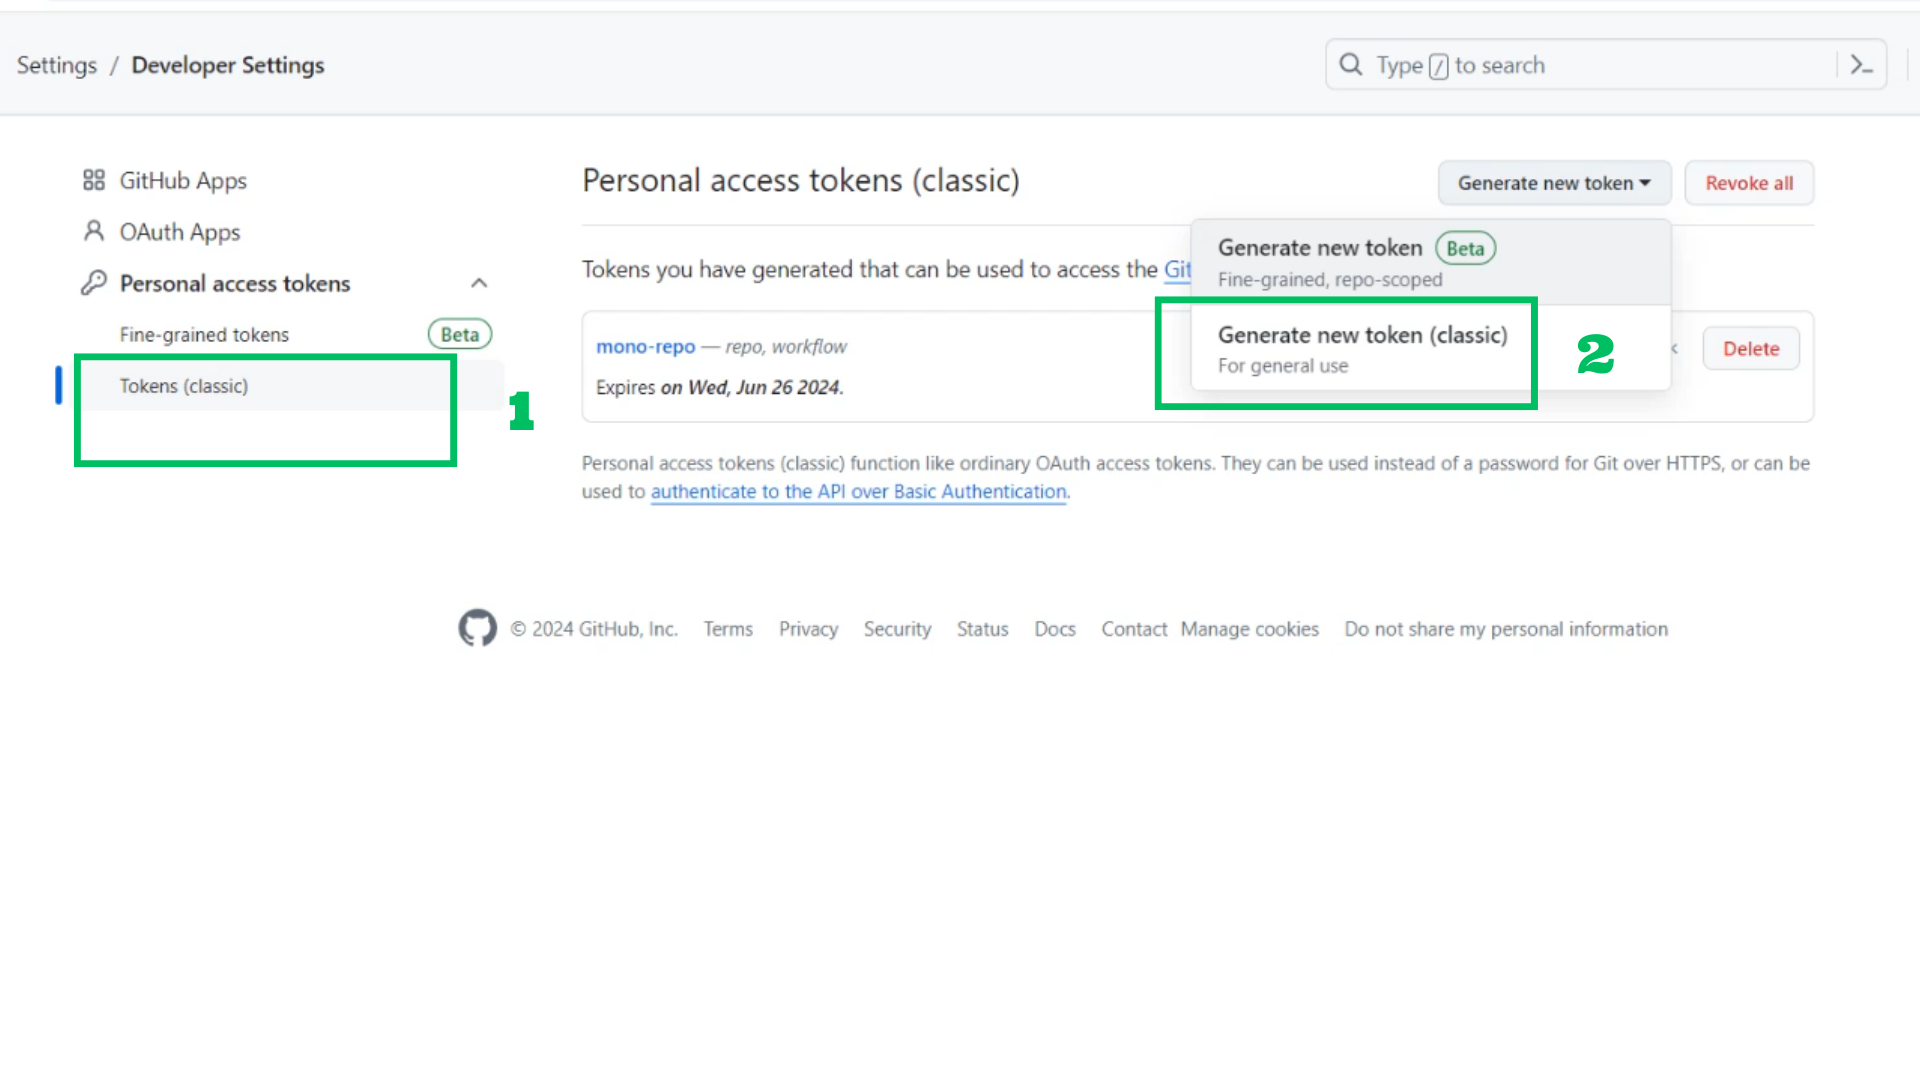 Settings / Developer Settings
Type / to search
GitHub Apps
OAuth Apps
Personal access tokens
Fine-grained tokens Beta
Tokens (classic)
1
Personal access tokens (classic)
Generate new token
Revoke all
Tokens you have generated that can be used to access the Git
Generate new token Beta
Fine-grained, repo-scoped
Generate new token (classic)
For general use
2
mono-repo — repo, workflow
Delete
Expires on Wed, Jun 26 2024.
Personal access tokens (classic) function like ordinary OAuth access tokens. They can be used instead of a password for Git over HTTPS, or can be
used to authenticate to the API over Basic Authentication.
© 2024 GitHub, Inc. Terms Privacy Security Status Docs Contact Manage cookies Do not share my personal information